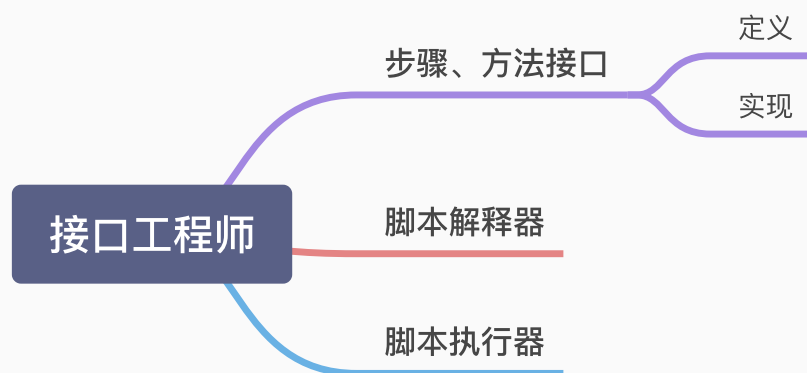 接口工程师
步骤、方法接口
定义
实现
脚本解释器
脚本执行器